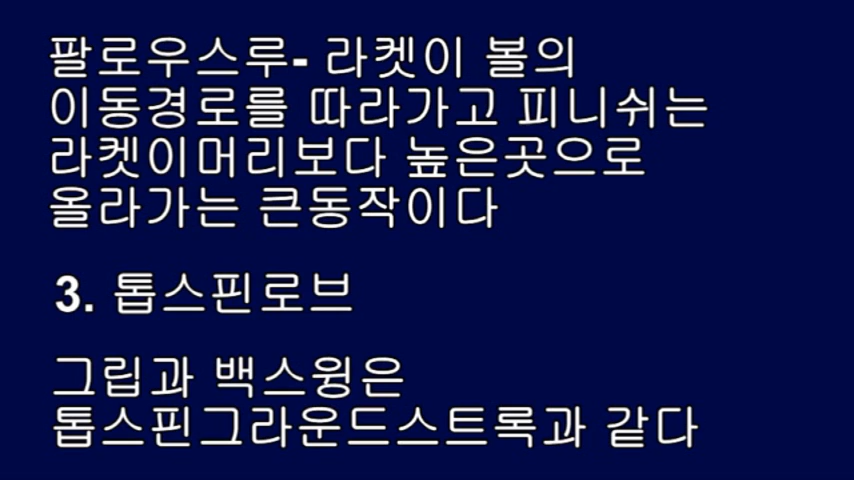 팔로우스루- 라켓이 볼의
이동경로를 따라가고 피니쉬는
라켓이머리보다 높은곳으로
올라가는 큰동작이다
3. 톱스핀로브
그립과 백스윙은
톱스핀그라운드스트록과 같다